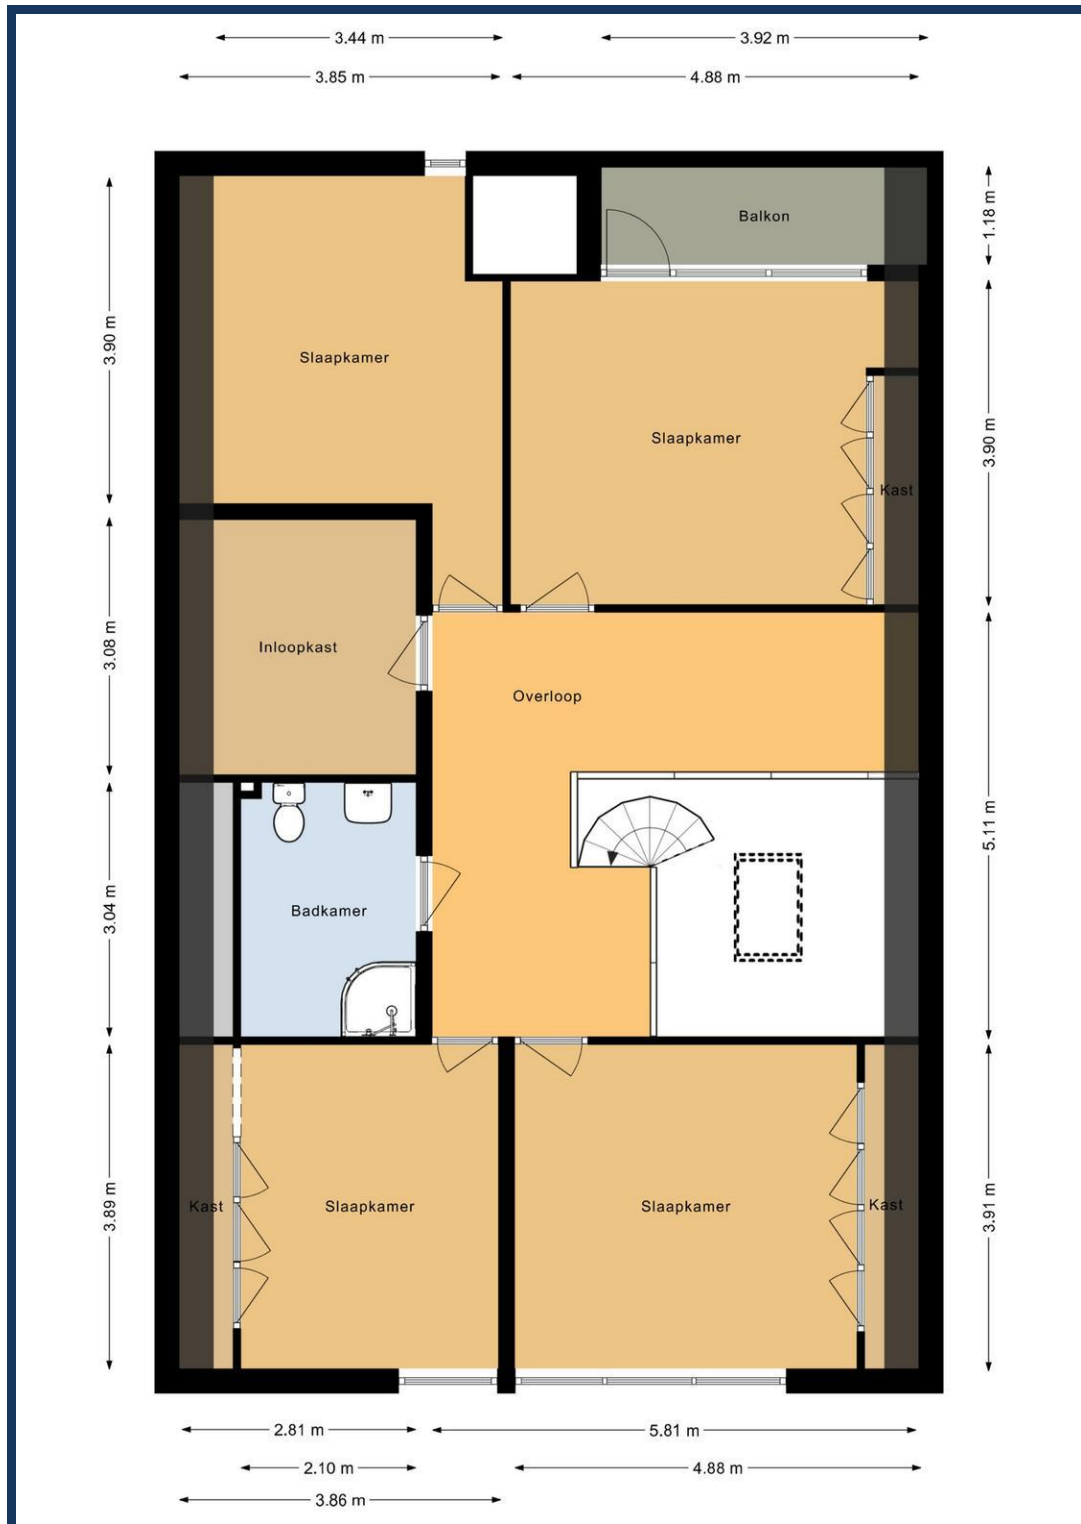 3.44 m
3.92 m
3.85 m
4.88 m
Balkon
1.18 m
3.90 m
Slaapkamer
Slaapkamer
3.90 m
Kast
Inloopkast
3.08 m
Overloop
5.11 m
3.04 m
Badkamer
3.89 m
Kast
Slaapkamer
Slaapkamer
Kast
3.91 m
2.81 m
5.81 m
2.10 m
4.88 m
3.86 m